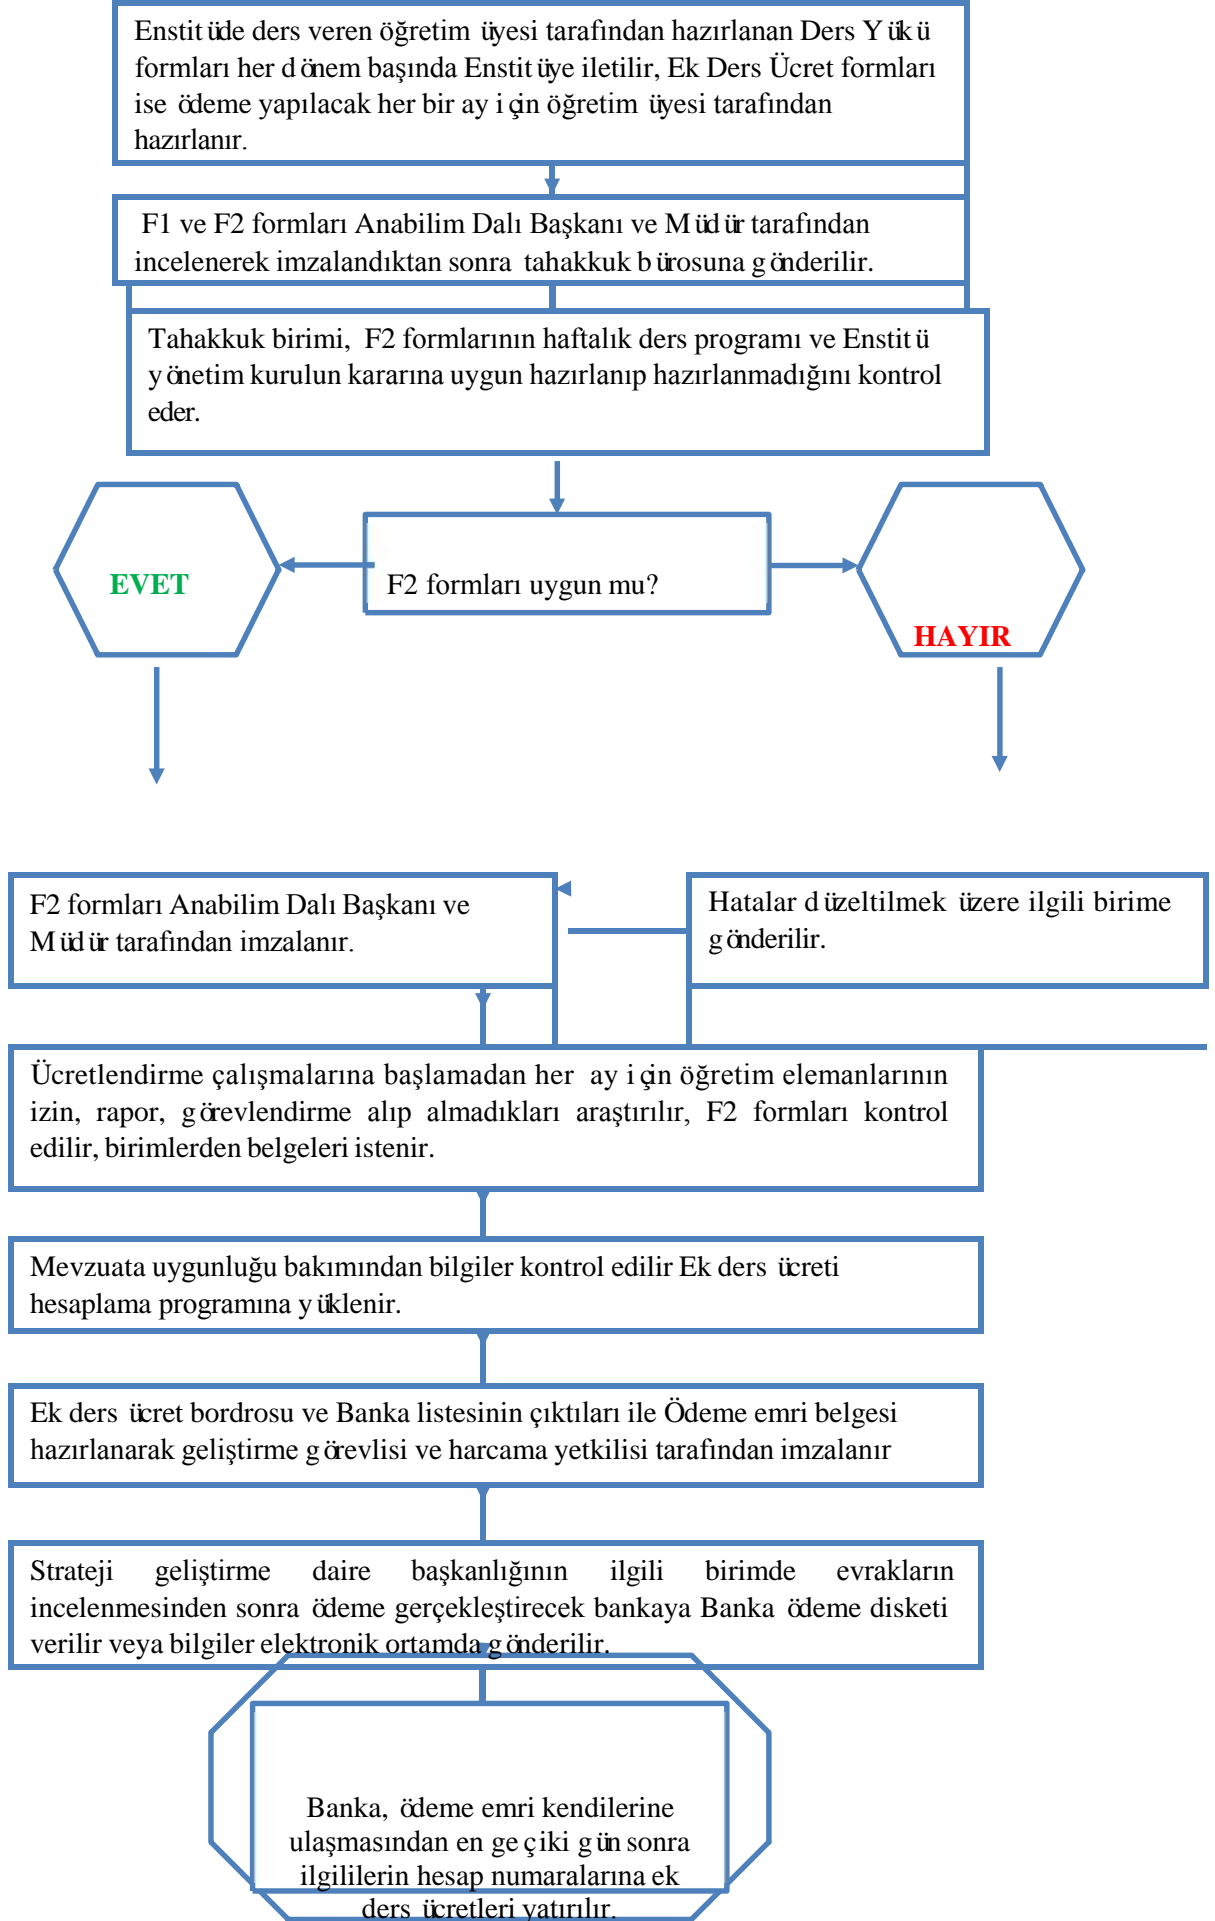 Enstitüde ders veren öğretim üyesi tarafından hazırlanan Ders Yükü
formları her dönem başında Enstitüye iletilir, Ek Ders Ücret formları
ise ödeme yapılacak her bir ay için öğretim üyesi tarafından
hazırlanır.
F1 ve F2 formları Anabilim Dalı Başkanı ve Müdür tarafından
incelenerek imzalandıktan sonra tahakkuk bürosuna gönderilir.
Tahakkuk birimi, F2 formlarının haftalık ders programı ve Enstitü
yönetim kurulun kararına uygun hazırlanıp hazırlanmadığını kontrol
eder.
F2 formları uygun mu?
EVET
HAYIR
F2 formları Anabilim Dalı Başkanı ve
Müdür tarafından imzalanır.
Hatalar düzeltilmek üzere ilgili birime
gönderilir.
Ücretlendirme çalışmalarına başlamadan her ay için öğretim elemanlarının
izin, rapor, görevlendirme alıp almadıkları araştırılır, F2 formları kontrol
edilir, birimlerden belgeleri istenir.
Mevzuata uygunluğu bakımından bilgiler kontrol edilir Ek ders ücreti
hesaplama programına yüklenir.
Ek ders ücret bordrosu ve Banka listesinin çıktıları ile Ödeme emri belgesi
hazırlanarak geliştirme görevlisi ve harcama yetkilisi tarafından imzalanır
Strateji geliştirme daire başkanlığının ilgili birimde evrakların
incelenmesinden sonra ödeme gerçekleştirecek bankaya Banka ödeme disketi
verilir veya bilgiler elektronik ortamda gönderilir.
Banka, ödeme emri kendilerine
ulaşmasından en geç iki gün sonra
ilgililerin hesap numaralarına ek
ders ücretleri yatırılır.